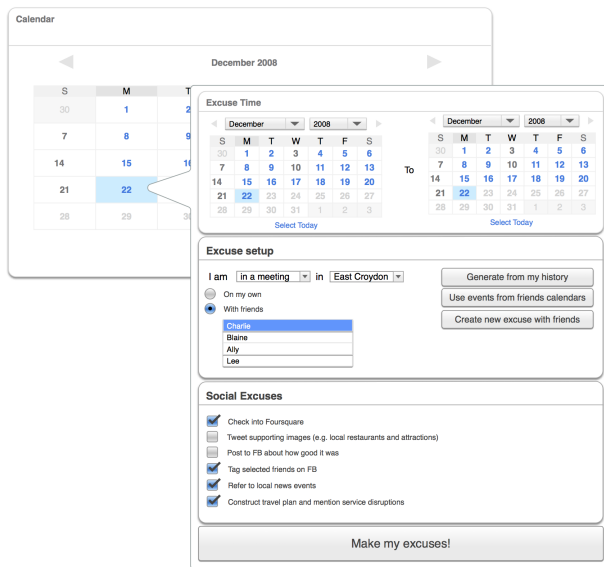 Calendar
December 2008
S M T
30 1 2
7 8 9
14 15 16
21 22
28 29 30
Excuse Time
December 2008
S M T W T F S
30 1 2 3 4 5 6
7 8 9 10 11 12 13
14 15 16 17 18 19 20
21 22 23 24 25 26 27
28 29 30 31 1 2 3
Select Today
To
December 2008
S M T W T F S
30 1 2 3 4 5 6
7 8 9 10 11 12 13
14 15 16 17 18 19 20
21 22 23 24 25 26 27
28 29 30 31 1 2 3
Select Today
Excuse setup
I am in a meeting in East Croydon
On my own
With friends
Charlie
Blaine
Ally
Lee
Generate from my history
Use events from friends calendars
Create new excuse with friends
Social Excuses
Check into Foursquare
Tweet supporting images (e.g. local restaurants and attractions)
Post to FB about how good it was
Tag selected friends on FB
Refer to local news events
Construct travel plan and mention service disruptions
Make my excuses!